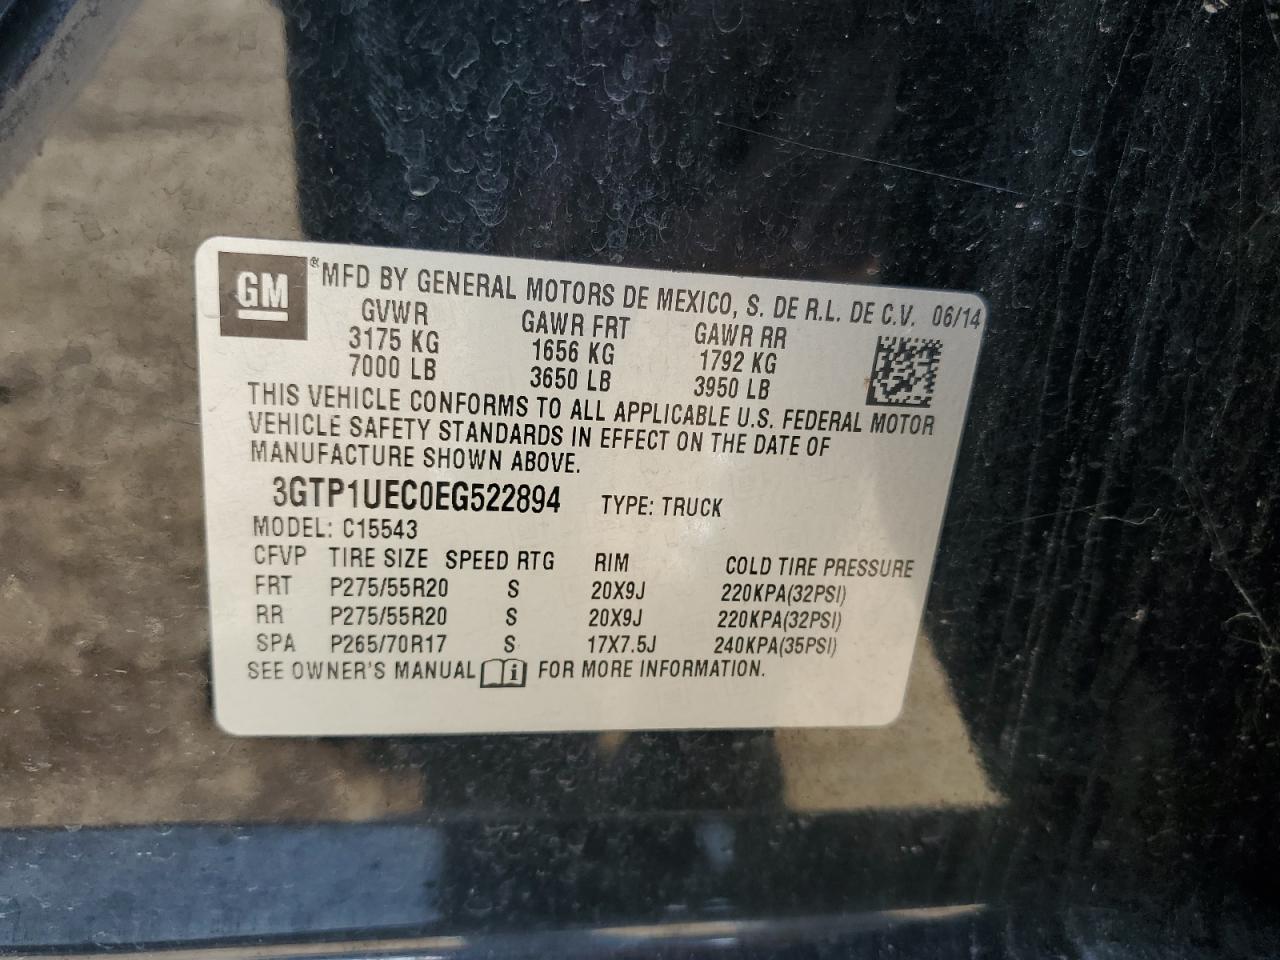 GM ® MFD BY GENERAL MOTORS DE MEXICO, S. DE R.L. DE C.V. 06/14
GVWR GAWR FRT GAWR RR
3175 KG 1656 KG 1792 KG
7000 LB 3650 LB 3950 LB
THIS VEHICLE CONFORMS TO ALL APPLICABLE U.S. FEDERAL MOTOR
VEHICLE SAFETY STANDARDS IN EFFECT ON THE DATE OF
MANUFACTURE SHOWN ABOVE.
3GTP1UEC0EG522894 TYPE: TRUCK
MODEL: C15543
CFVP TIRE SIZE SPEED RTG RIM COLD TIRE PRESSURE
FRT P275/55R20 S 20X9J 220KPA(32PSI)
RR P275/55R20 S 20X9J 220KPA(32PSI)
SPA P265/70R17 S 17X7.5J 240KPA(35PSI)
SEE OWNER'S MANUAL i FOR MORE INFORMATION.